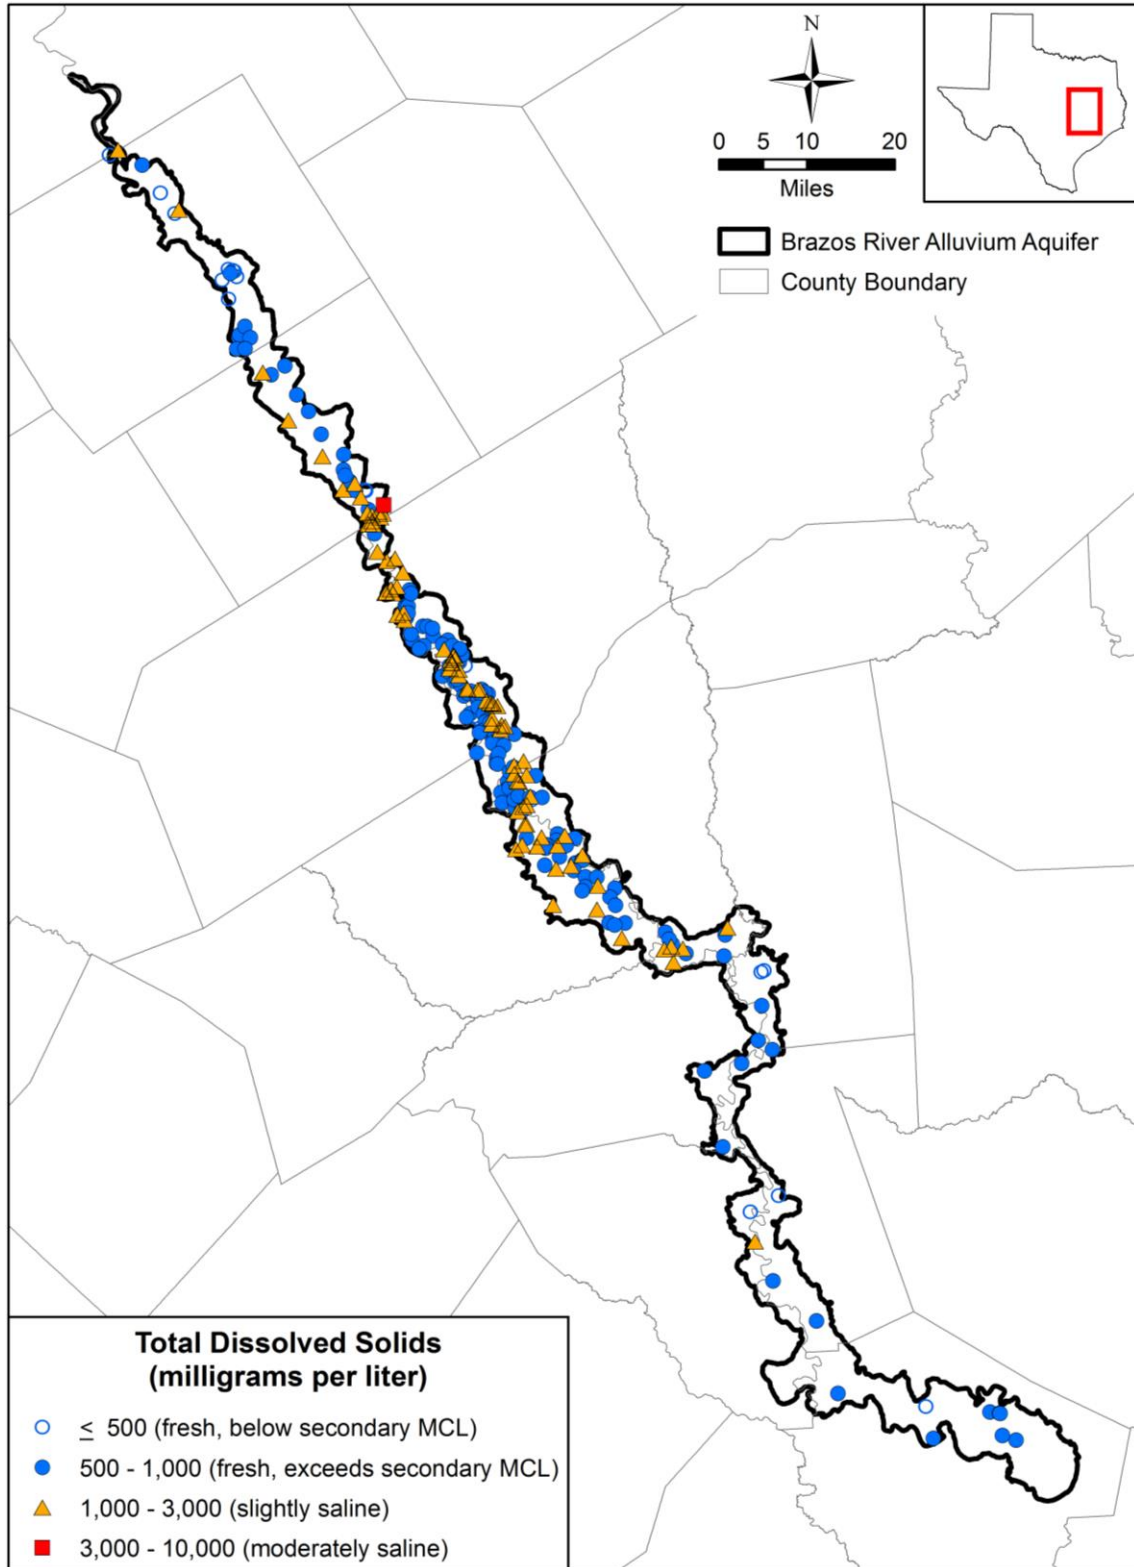 N
0 5 10 20
Miles
Brazos River Alluvium Aquifer
County Boundary
Total Dissolved Solids
(milligrams per liter)
≤ 500 (fresh, below secondary MCL)
500 - 1,000 (fresh, exceeds secondary MCL)
1,000 - 3,000 (slightly saline)
3,000 - 10,000 (moderately saline)